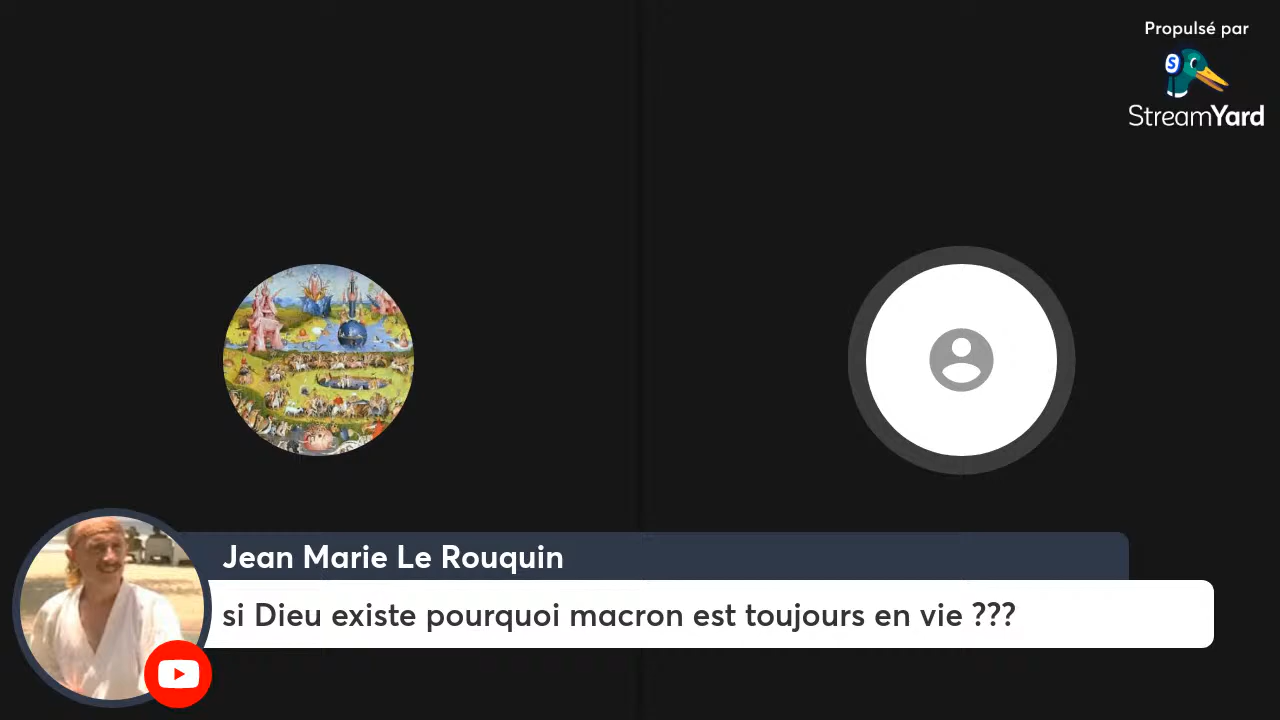 Propulsé par
S
StreamYard
Jean Marie Le Rouquin
si Dieu existe pourquoi macron est toujours en vie ???